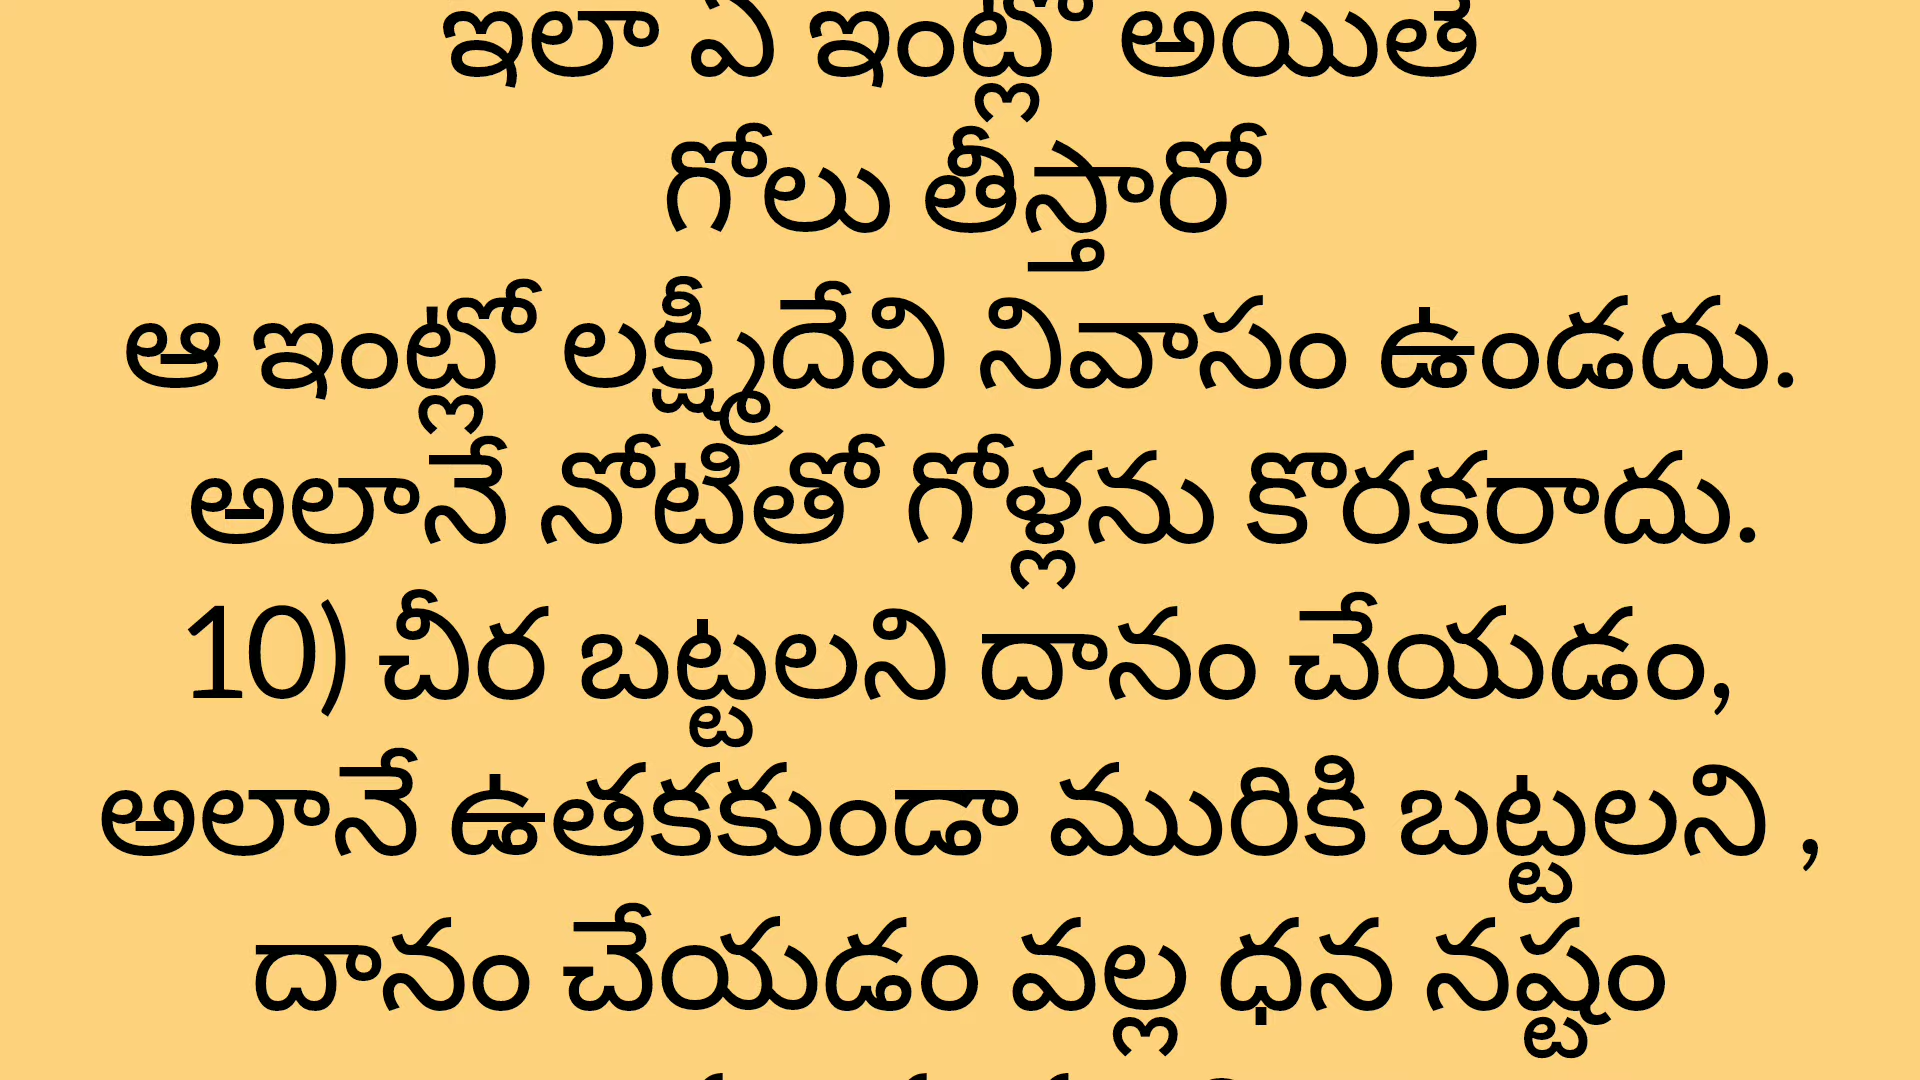 ఇలా ఏ ఇంట్లో అయితే
గోలు తీస్తారో
ఆ ఇంట్లో లక్ష్మీదేవి నివాసం ఉండదు.
అలానే నోటితో గోళ్లను కొరకరాదు.
10) చీర బట్టలని దానం చేయడం,
అలానే ఉతకకుండా మురికి బట్టలని ,
దానం చేయడం వల్ల ధన నష్టం